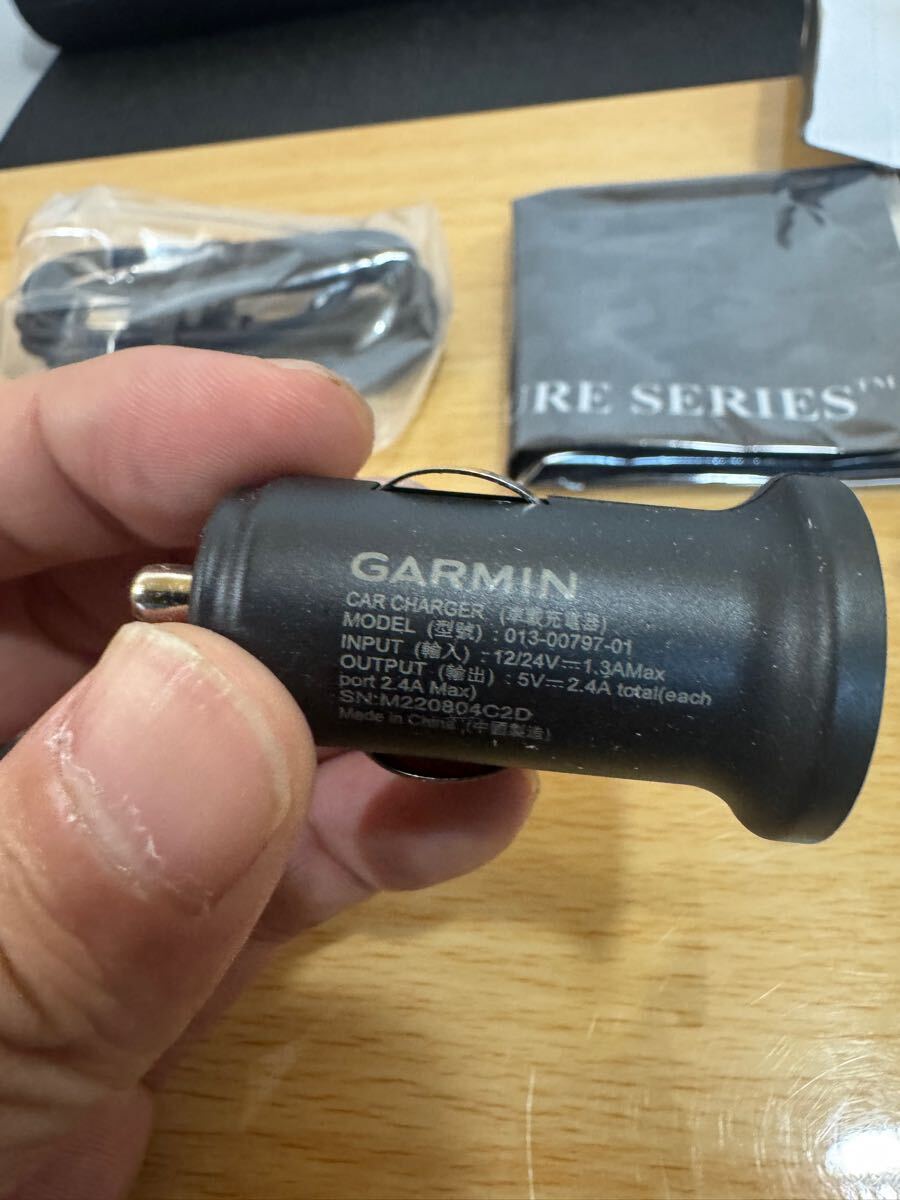 URE SERIES™
GARMIN
CAR CHARGER (車載充電器)
MODEL (型號) : 013-00797-01
INPUT (輸入) : 12/24V⎓1.3AMax
OUTPUT (輸出) : 5V⎓2.4A total(each
port 2.4A Max)
SN:M220804C2D
Made in China (中國製造)